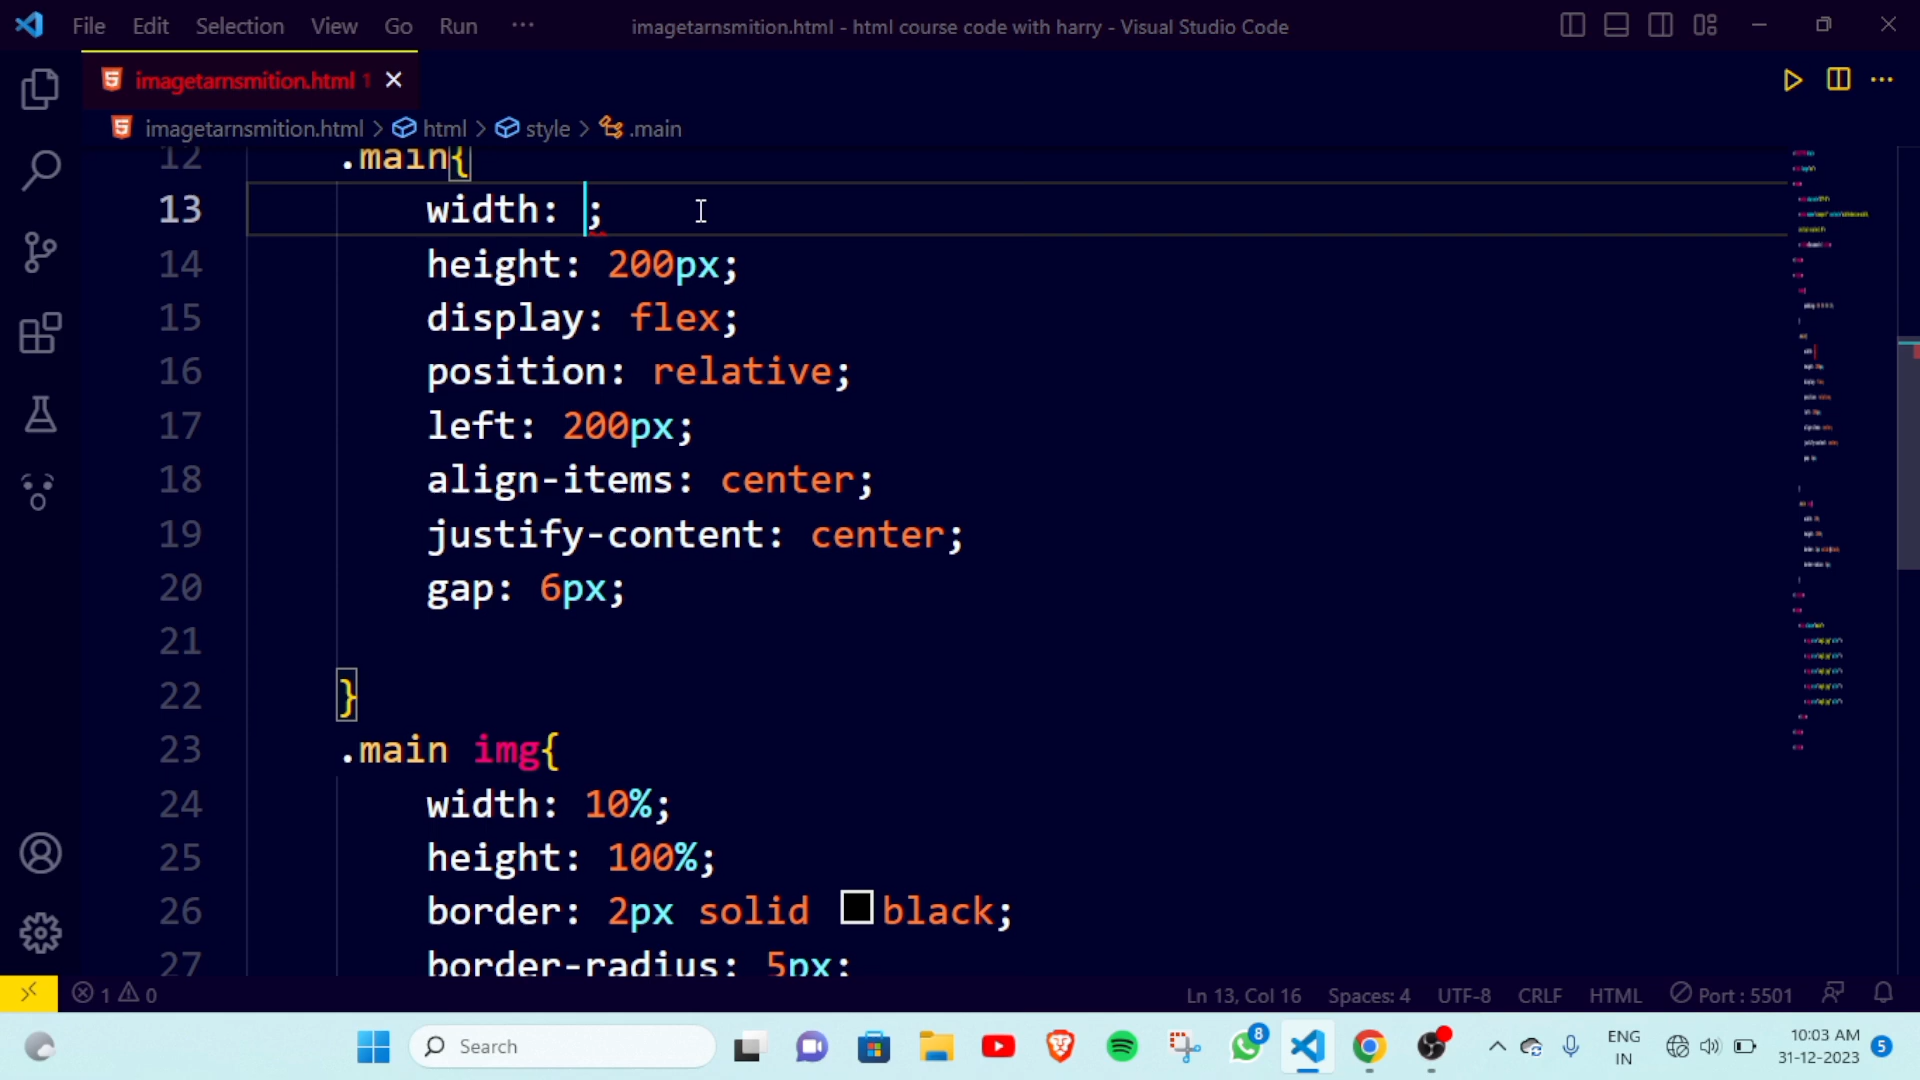 File Edit Selection View Go Run ··· imagetarnsmition.html - html course code with harry - Visual Studio Code
imagetarnsmition.html 1
imagetarnsmition.html > html > style > .main
12 .main{
13 width: ;
14 height: 200px;
15 display: flex;
16 position: relative;
17 left: 200px;
18 align-items: center;
19 justify-content: center;
20 gap: 6px;
21
22 }
23 .main img{
24 width: 10%;
25 height: 100%;
26 border: 2px solid black;
27 border-radius: 5px;
1 0 Ln 13, Col 16 Spaces: 4 UTF-8 CRLF HTML Port : 5501
Search 8 ENG IN 10:03 AM 31-12-2023 5